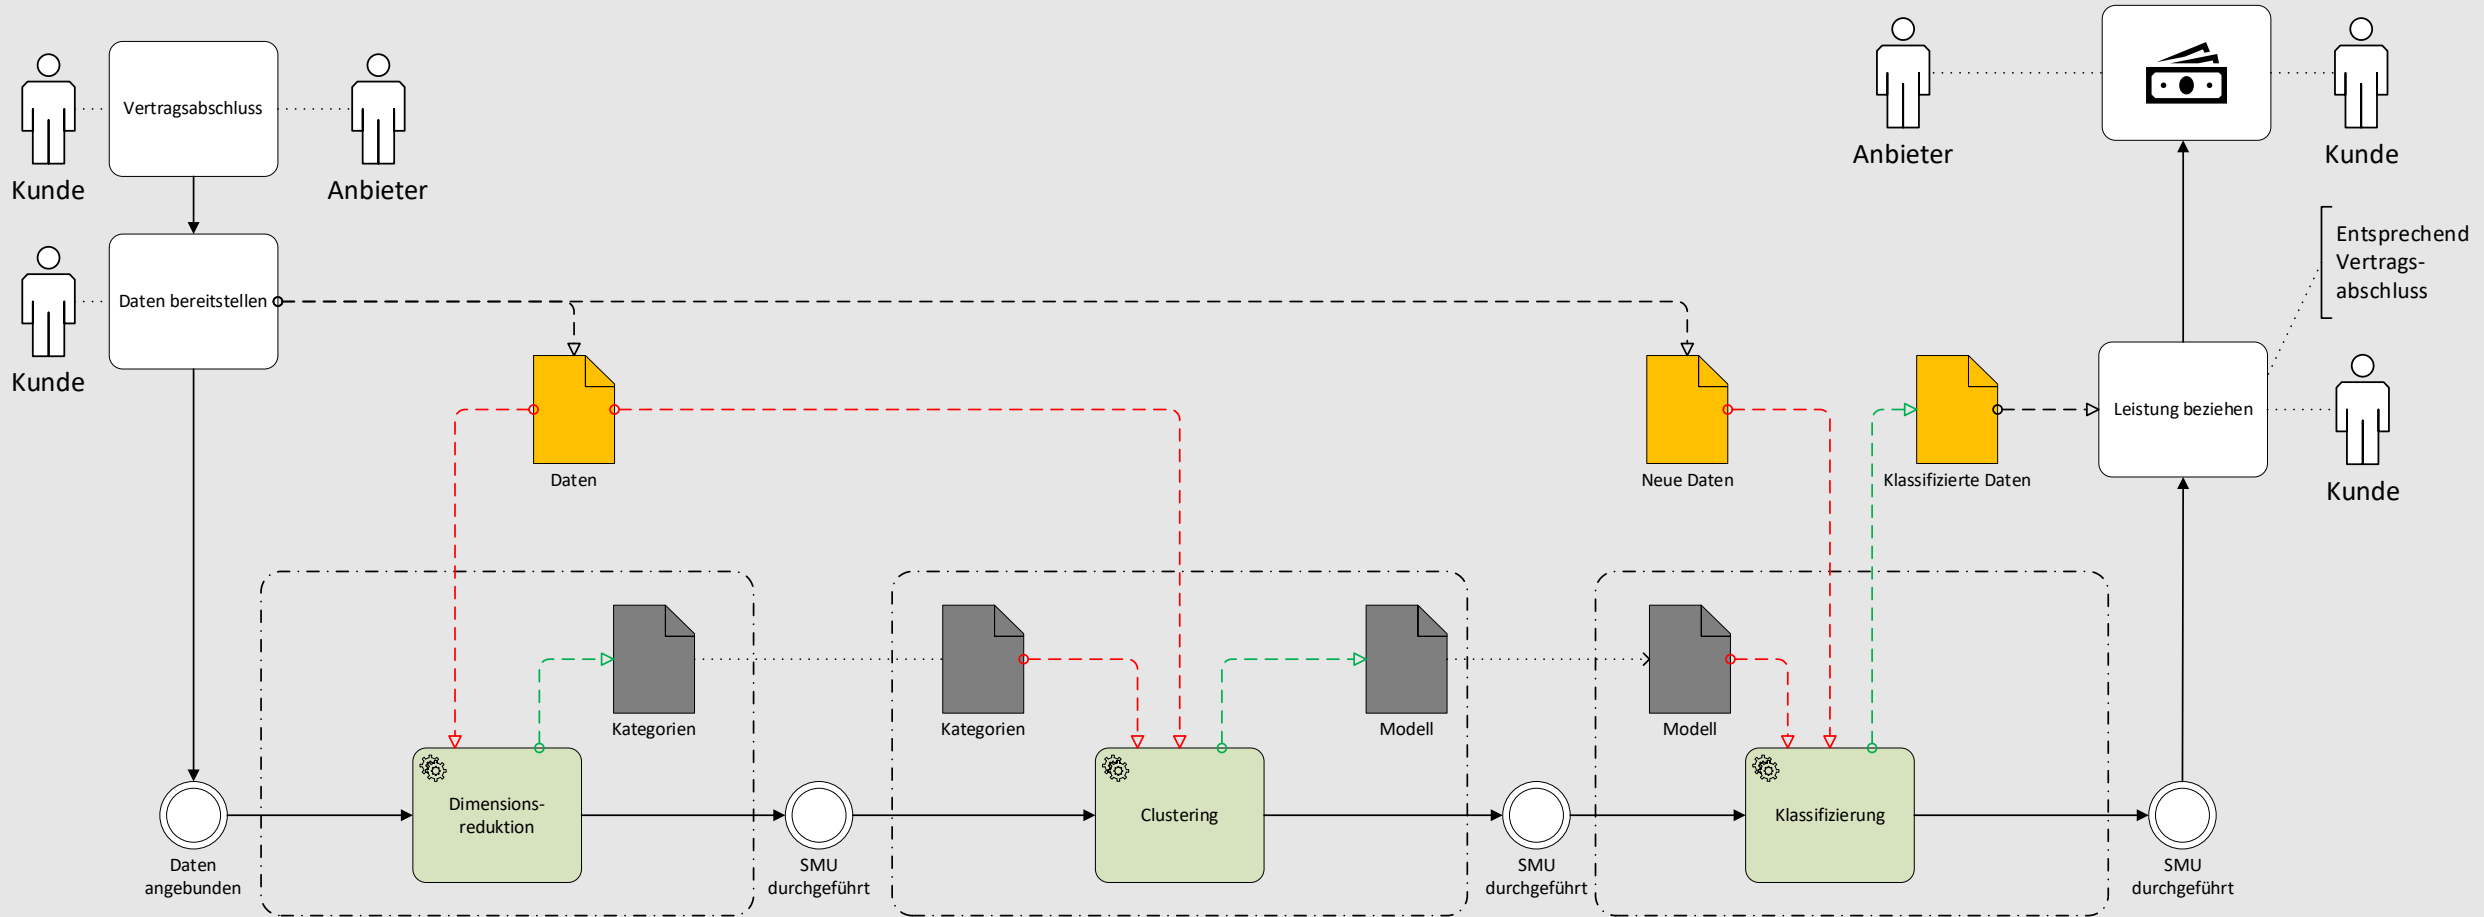 Vertragsabschluss
Kunde
Anbieter
Anbieter
Kunde
Daten bereitstellen
Kunde
Entsprechend
Vertrags-
abschluss
Leistung beziehen
Kunde
Daten
Neue Daten
Klassifizierte Daten
Kategorien
Kategorien
Modell
Modell
Dimensions-
reduktion
Clustering
Klassifizierung
Daten
angebunden
SMU
durchgeführt
SMU
durchgeführt
SMU
durchgeführt